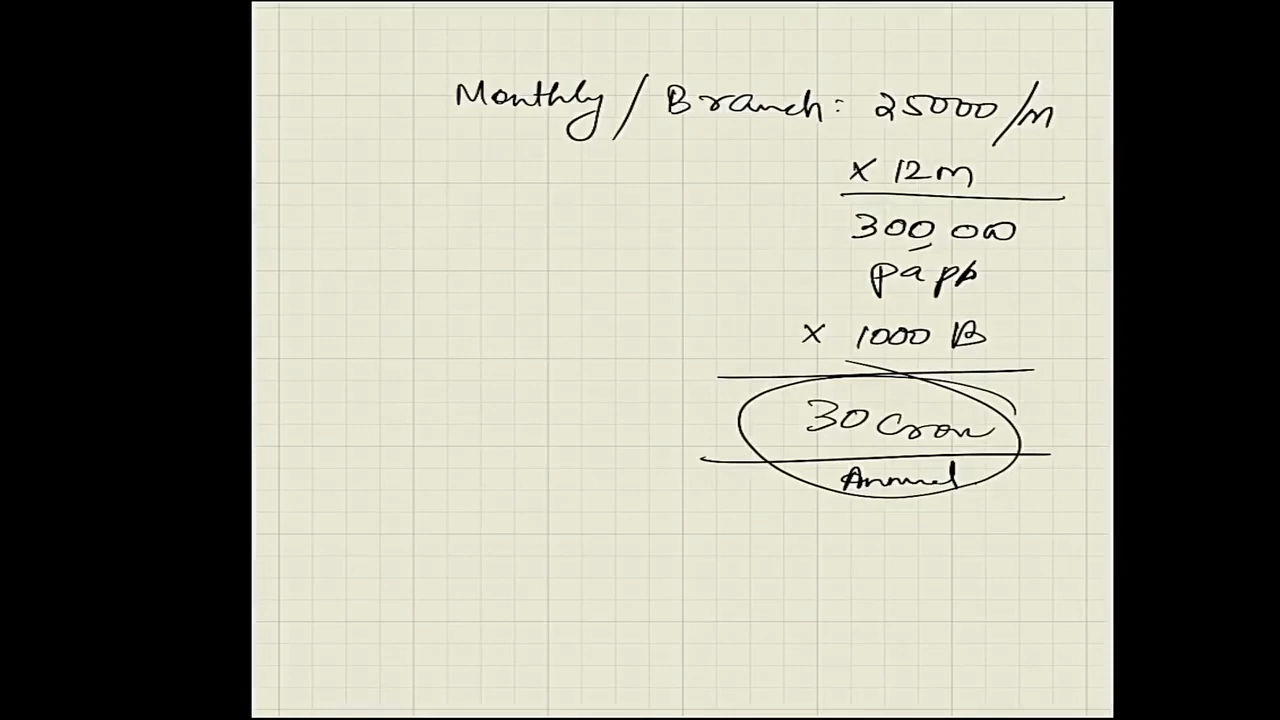 Monthly / Branch: 25000/m
x 12m
300 000
pa pb
x 1000 B
30 Crore
Annual